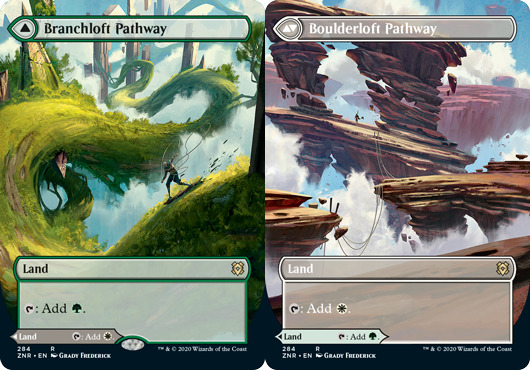 Branchloft Pathway
Land
: Add .
Land : Add
284 R
ZNR • EN Grady Frederick ™ & © 2020 Wizards of the Coast
Boulderloft Pathway
Land
: Add .
Land : Add .
284 R
ZNR • EN Grady Frederick ™ & © 2020 Wizards of the Coast